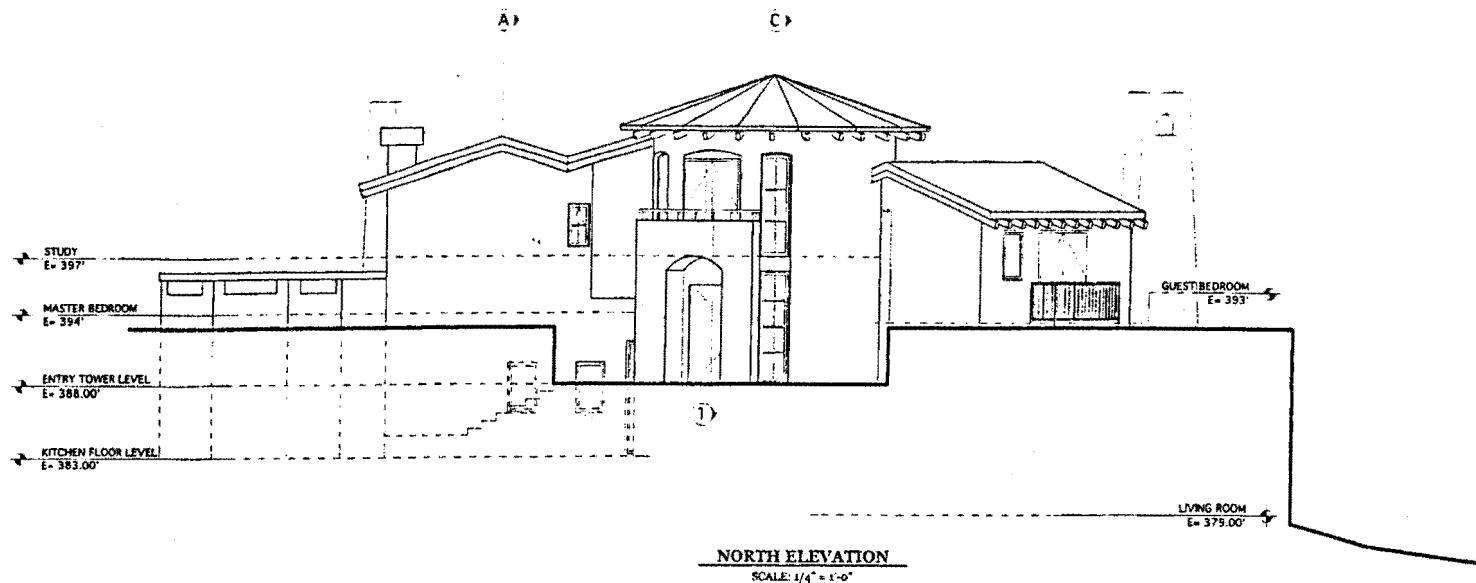 A
C
STUDY
E= 397'
MASTER BEDROOM
E= 394'
GUEST BEDROOM
E= 393'
ENTRY TOWER LEVEL
E= 388.00'
1
KITCHEN FLOOR LEVEL
E= 383.00'
LIVING ROOM
E= 379.00'
NORTH ELEVATION
SCALE: 1/4" = 1'-0"